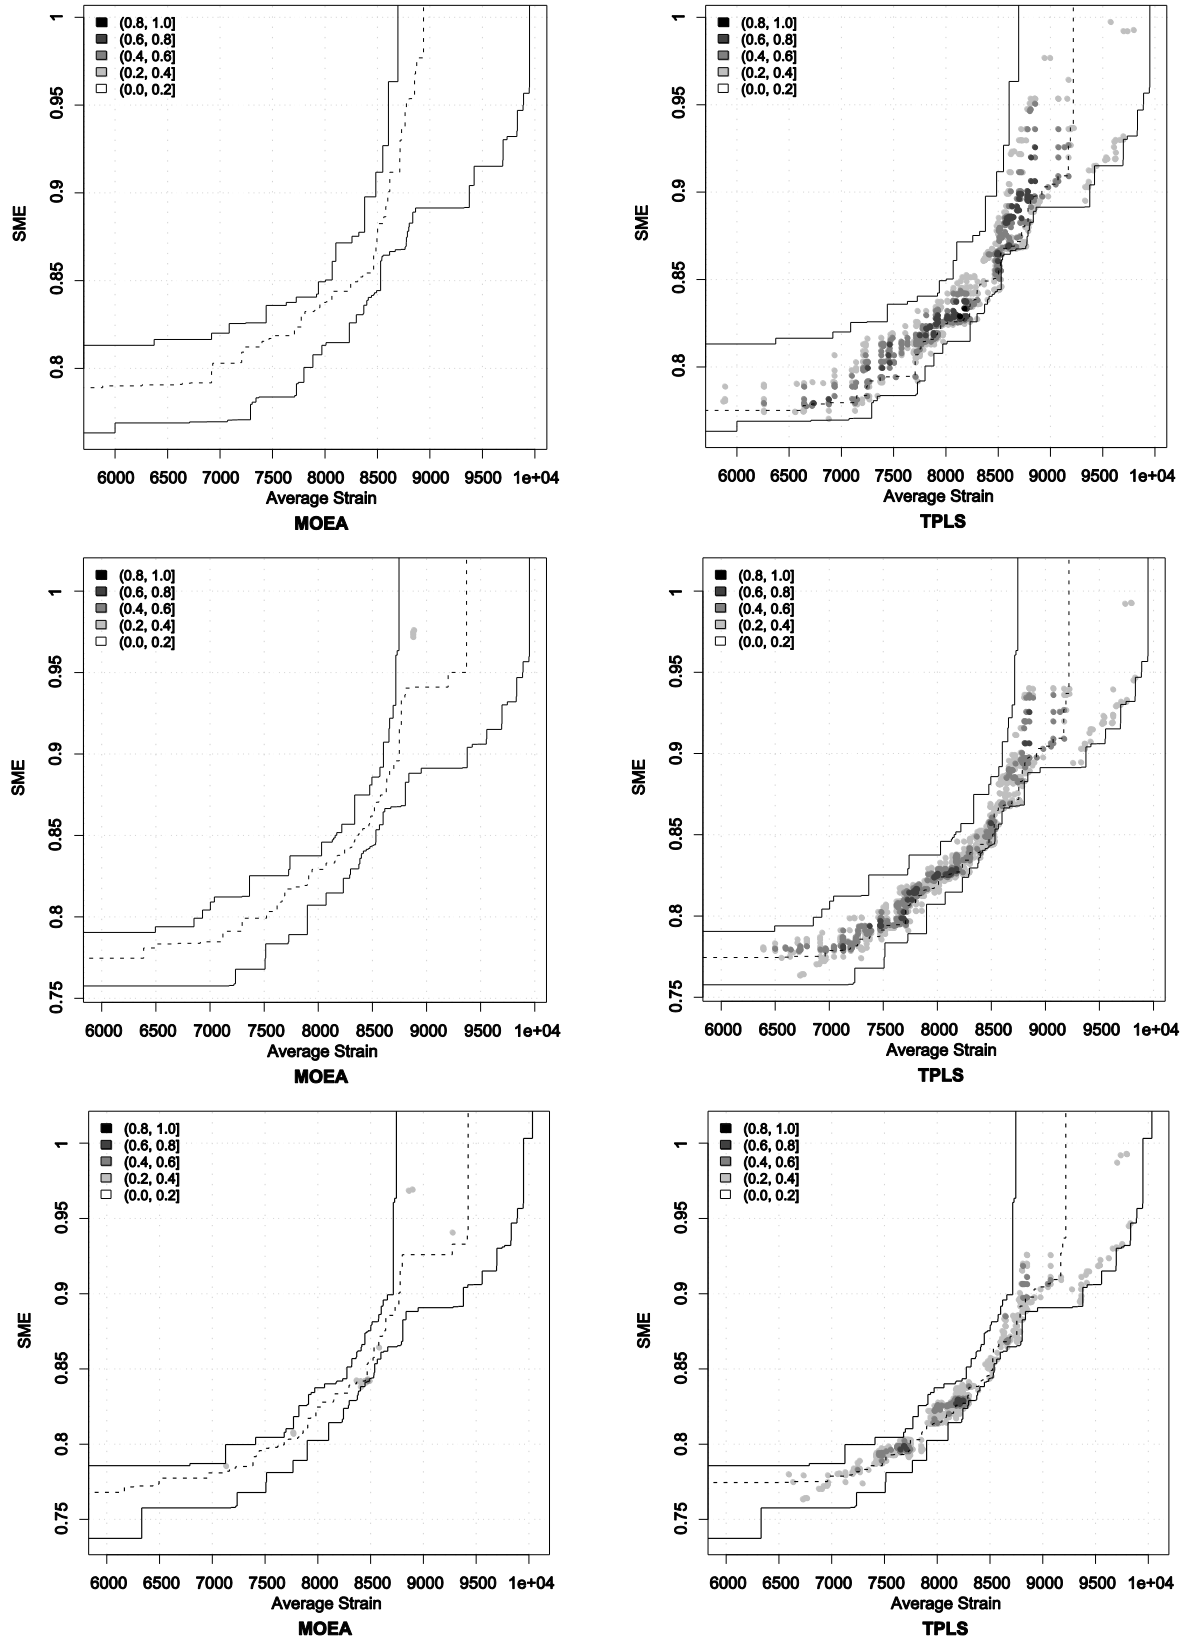 (0.8, 1.0]
(0.6, 0.8]
(0.4, 0.6]
(0.2, 0.4]
(0.0, 0.2]
SME
0.8 0.85 0.9 0.95 1
6000 6500 7000 7500 8000 8500 9000 9500 1e+04
Average Strain
MOEA
(0.8, 1.0]
(0.6, 0.8]
(0.4, 0.6]
(0.2, 0.4]
(0.0, 0.2]
SME
0.8 0.85 0.9 0.95 1
6000 6500 7000 7500 8000 8500 9000 9500 1e+04
Average Strain
TPLS
(0.8, 1.0]
(0.6, 0.8]
(0.4, 0.6]
(0.2, 0.4]
(0.0, 0.2]
SME
0.75 0.8 0.85 0.9 0.95 1
6000 6500 7000 7500 8000 8500 9000 9500 1e+04
Average Strain
MOEA
(0.8, 1.0]
(0.6, 0.8]
(0.4, 0.6]
(0.2, 0.4]
(0.0, 0.2]
SME
0.75 0.8 0.85 0.9 0.95 1
6000 6500 7000 7500 8000 8500 9000 9500 1e+04
Average Strain
TPLS
(0.8, 1.0]
(0.6, 0.8]
(0.4, 0.6]
(0.2, 0.4]
(0.0, 0.2]
SME
0.75 0.8 0.85 0.9 0.95 1
6000 6500 7000 7500 8000 8500 9000 9500 1e+04
Average Strain
MOEA
(0.8, 1.0]
(0.6, 0.8]
(0.4, 0.6]
(0.2, 0.4]
(0.0, 0.2]
SME
0.75 0.8 0.85 0.9 0.95 1
6000 6500 7000 7500 8000 8500 9000 9500 1e+04
Average Strain
TPLS